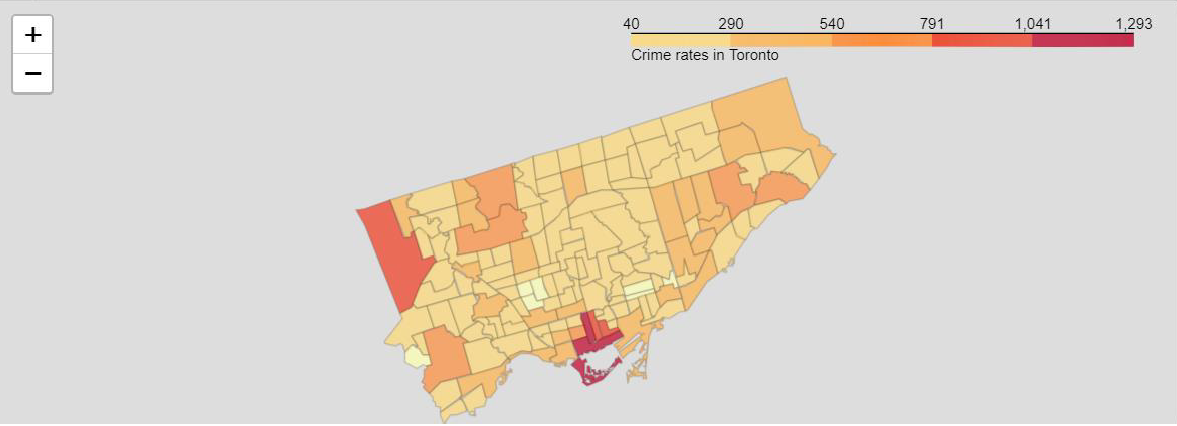 +
−
40 290 540 791 1,041 1,293
Crime rates in Toronto